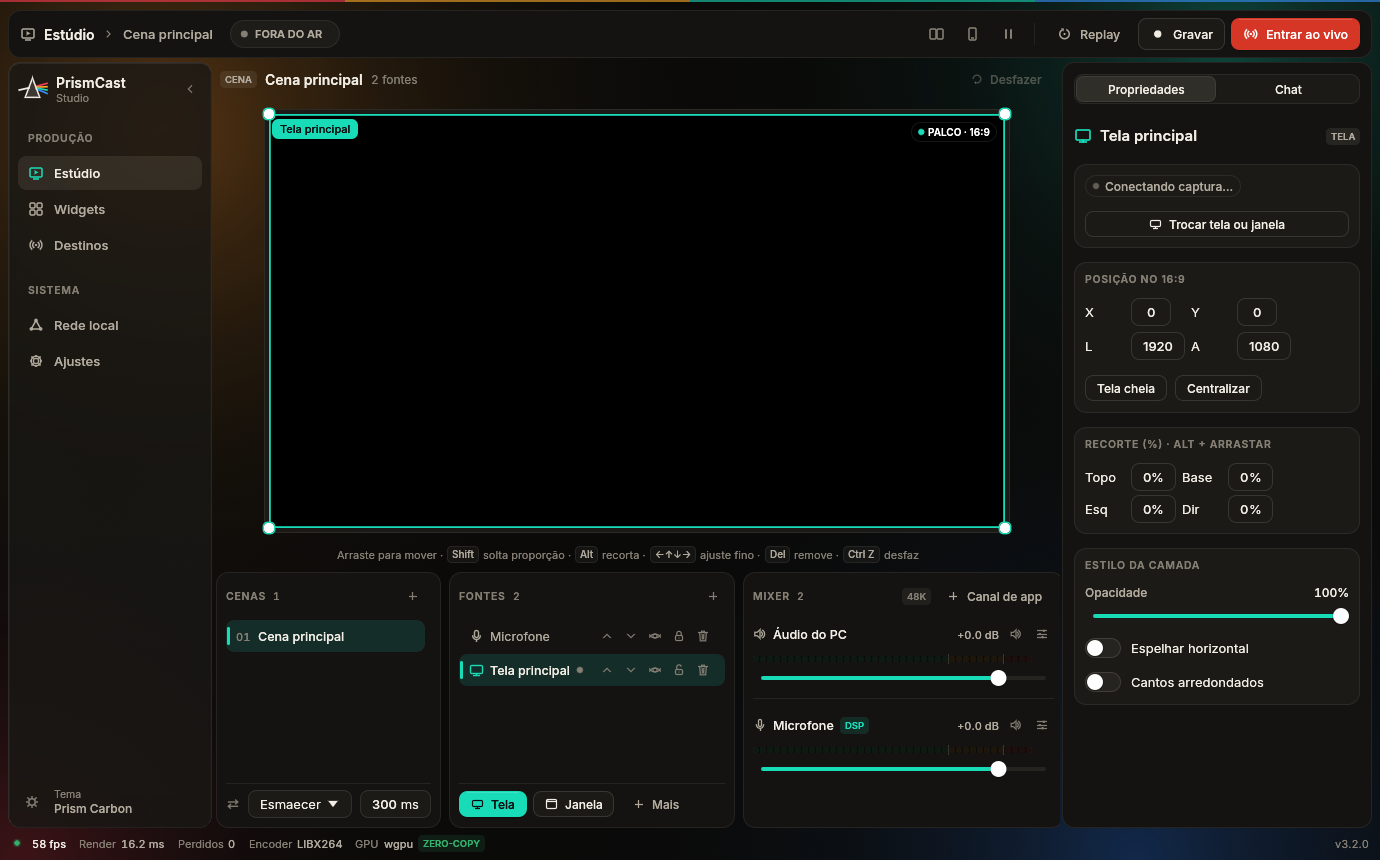 Estúdio
Cena principal
FORA DO AR
Replay
Gravar
Entrar ao vivo
PrismCast
Studio
PRODUÇÃO
Estúdio
Widgets
Destinos
SISTEMA
Rede local
Ajustes
Tema
Prism Carbon
CENA Cena principal 2 fontes
Desfazer
Tela principal
PALCO · 16:9
Arraste para mover · Shift solta proporção · Alt recorta · ←↑↓→ ajuste fino · Del remove · Ctrl Z desfaz
CENAS 1
01 Cena principal
Esmaecer
300 ms
FONTES 2
Microfone
Tela principal
Tela
Janela
Mais
MIXER 2
48K
Canal de app
Áudio do PC
+0.0 dB
Microfone DSP
+0.0 dB
Propriedades
Chat
Tela principal
TELA
Conectando captura...
Trocar tela ou janela
POSIÇÃO NO 16:9
X 0 Y 0
L 1920 A 1080
Tela cheia
Centralizar
RECORTE (%) · ALT + ARRASTAR
Topo 0% Base 0%
Esq 0% Dir 0%
ESTILO DA CAMADA
Opacidade 100%
Espelhar horizontal
Cantos arredondados
58 fps Render 16.2 ms Perdidos 0 Encoder LIBX264 GPU wgpu ZERO-COPY
v3.2.0